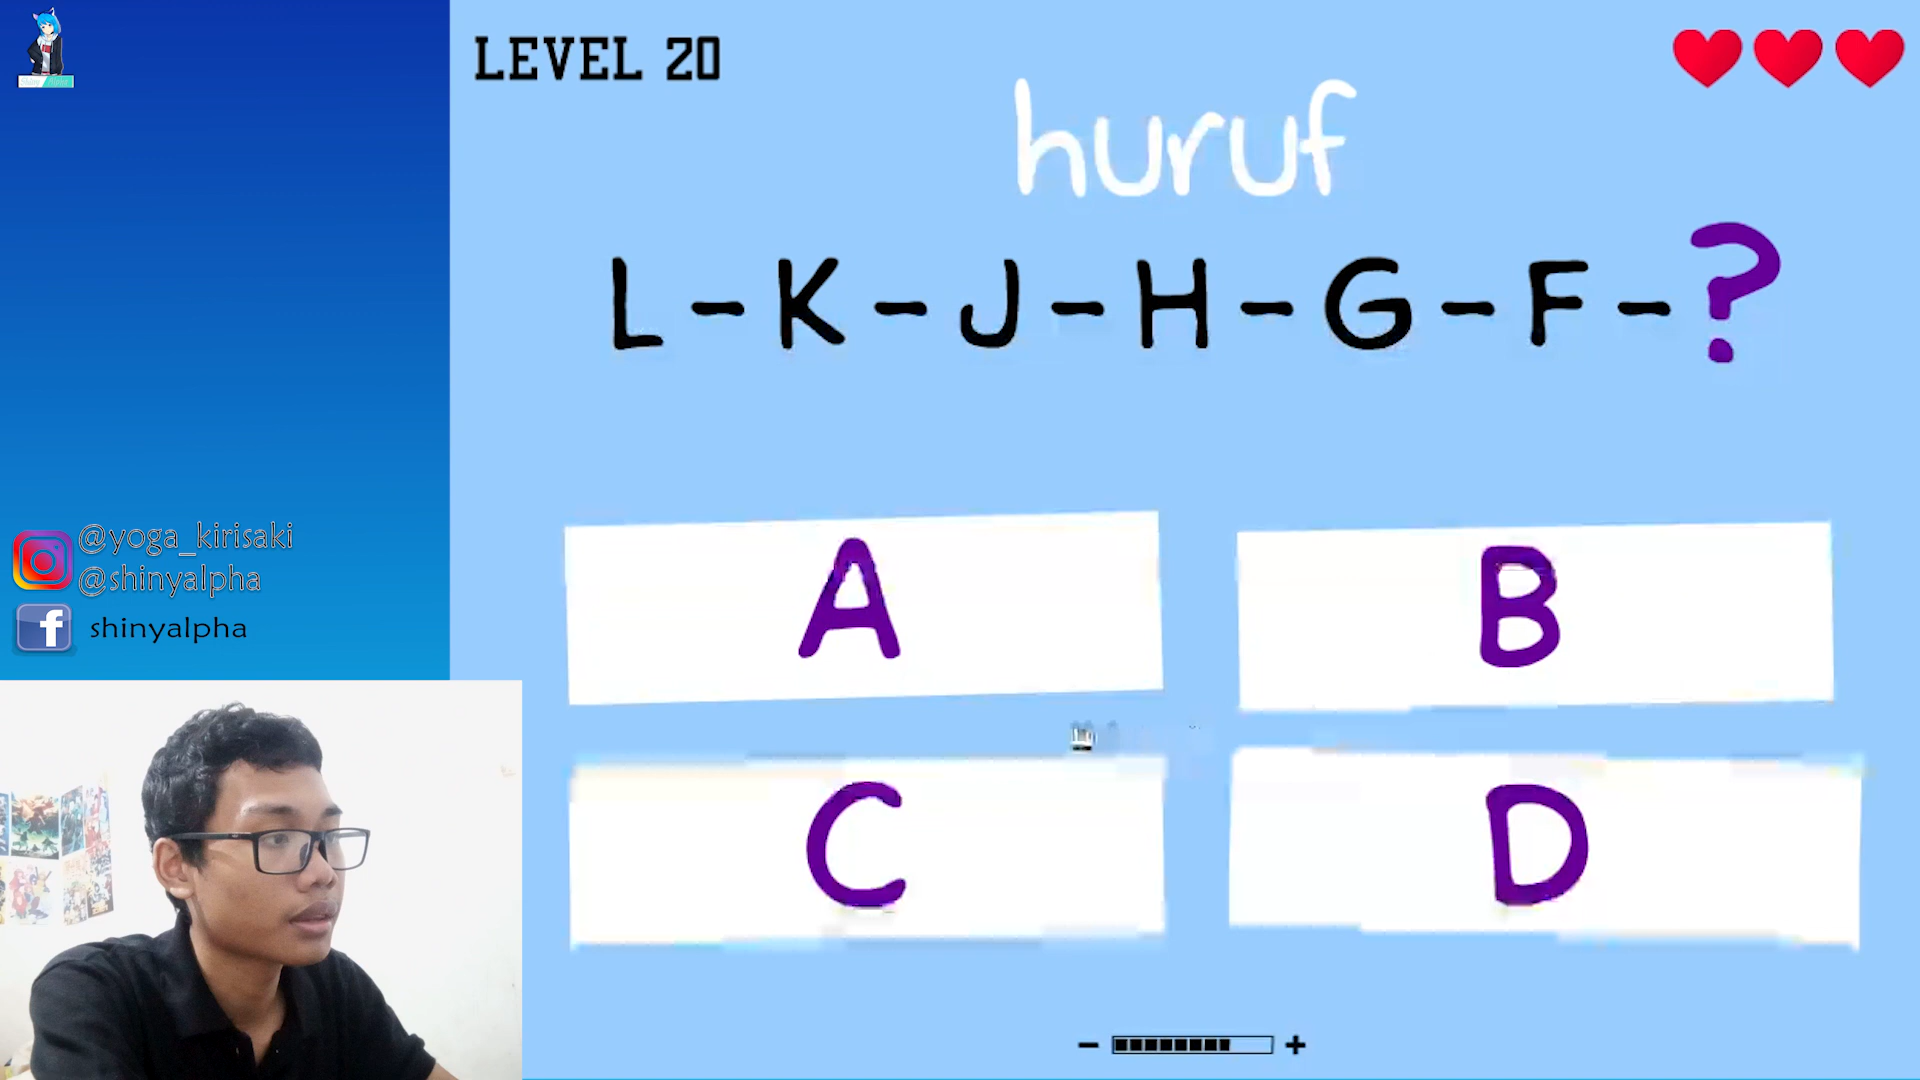 LEVEL 20
huruf
L - K - J - H - G - F - ?
A
B
C
D
@yoga_kirisaki
@shinyalpha
shinyalpha
- +